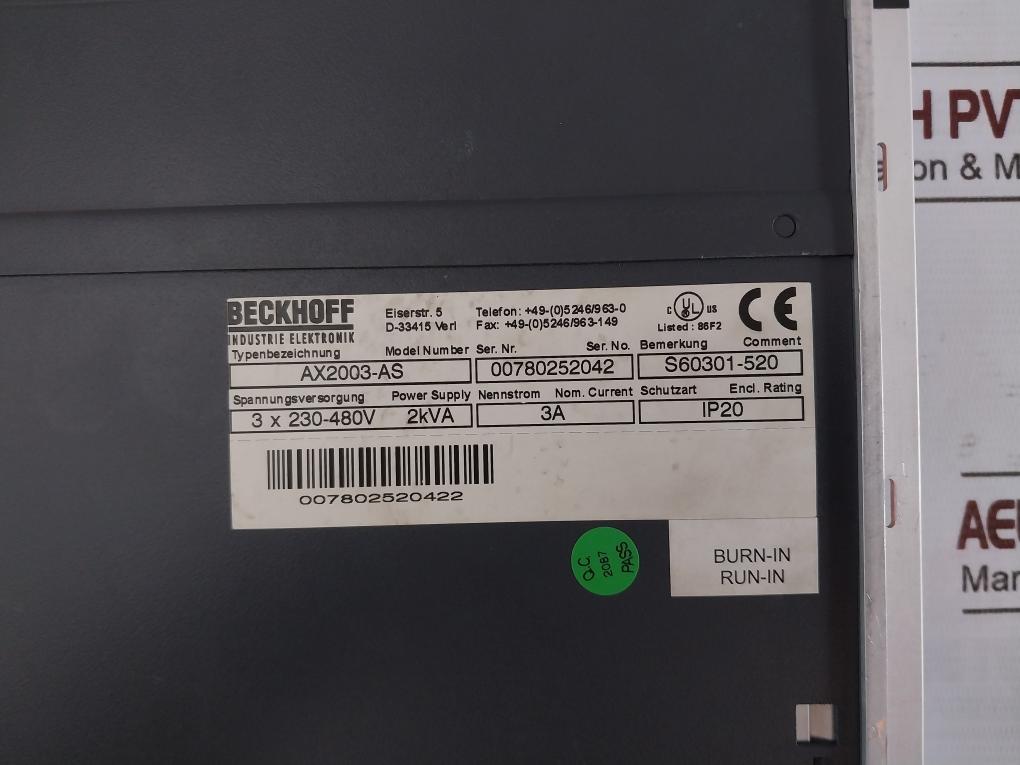 BECKHOFF
INDUSTRIE ELEKTRONIK
Eiserstr. 5
D-33415 Verl
Telefon: +49-(0)5246/963-0
Fax: +49-(0)5246/963-149
C UL US
Listed : 86F2
CE
Typenbezeichnung Model Number
AX2003-AS
Ser. Nr. Ser. No.
00780252042
Bemerkung Comment
S60301-520
Spannungsversorgung Power Supply
3 x 230-480V 2kVA
Nennstrom Nom. Current
3A
Schutzart Encl. Rating
IP20
007802520422
Q.C.
2087
PASS
BURN-IN
RUN-IN
H PV
on & M
AE
Mar